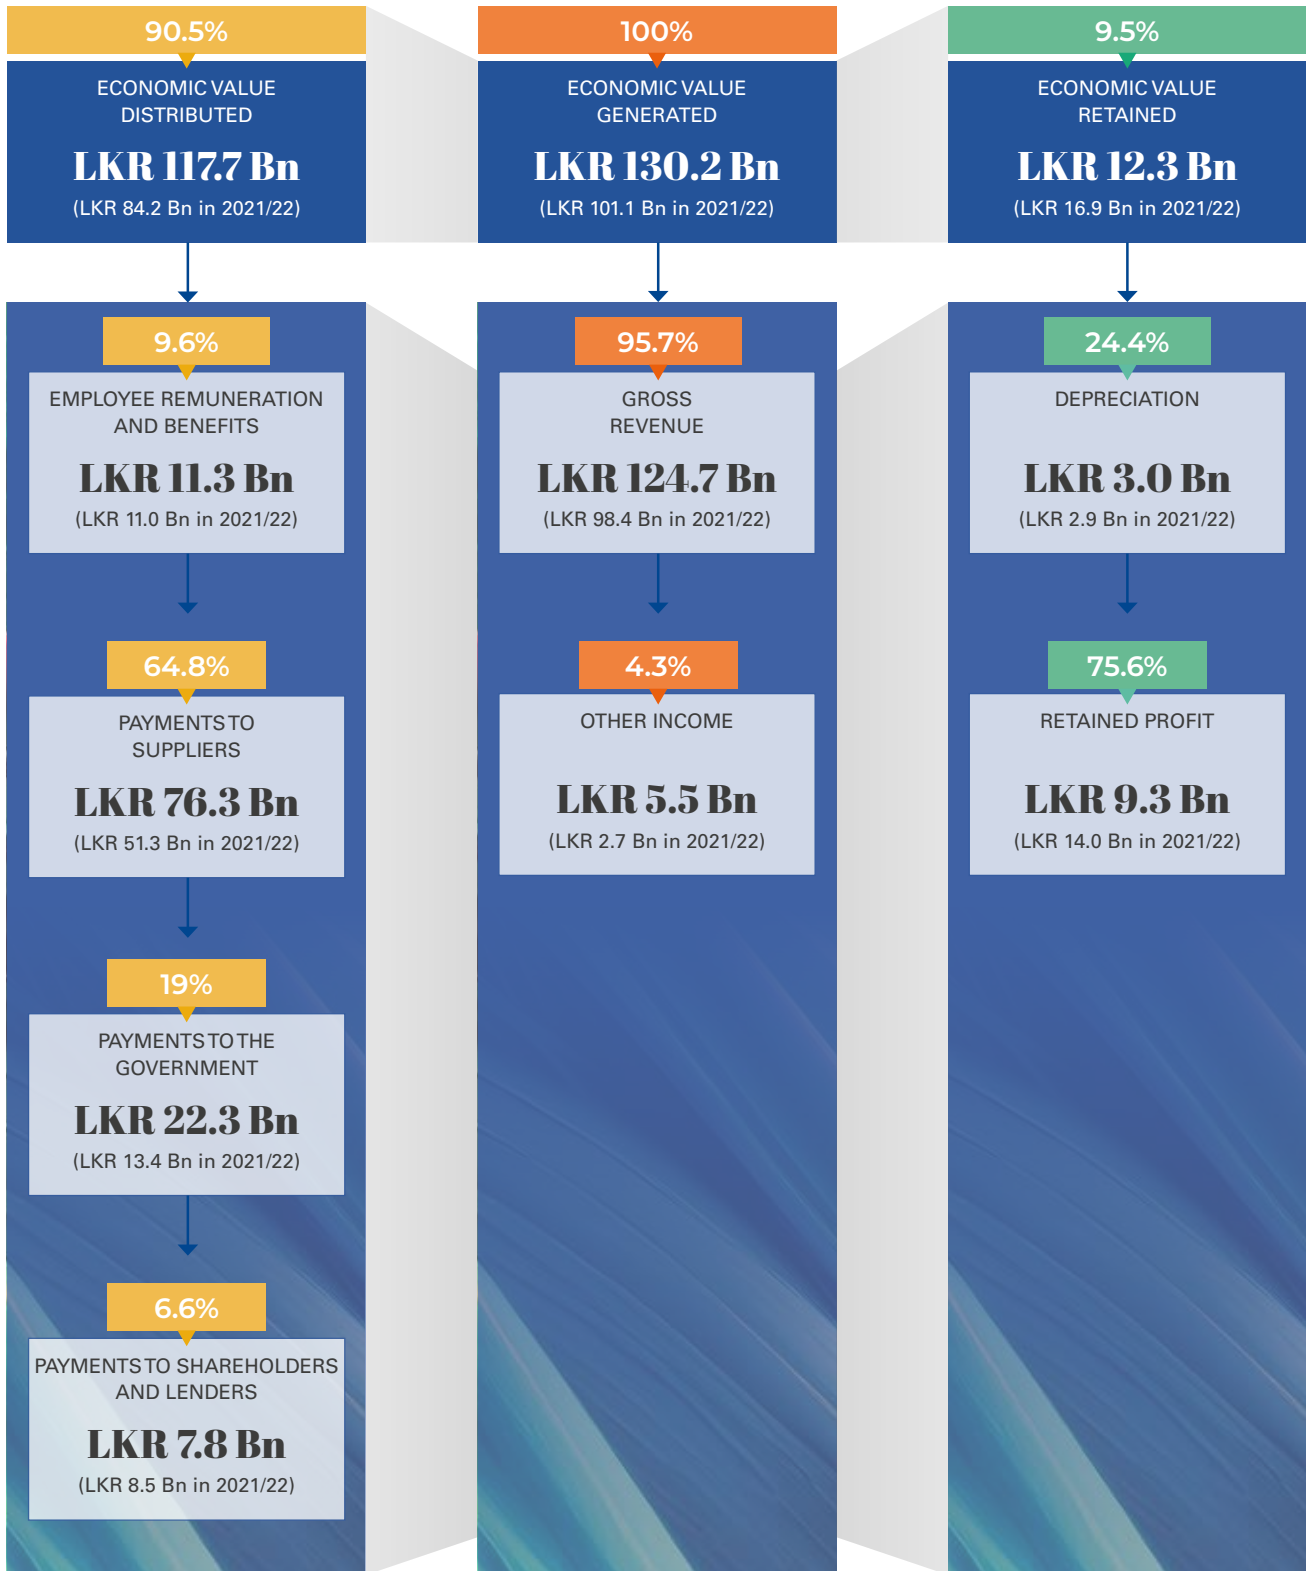 90.5%
ECONOMIC VALUE
DISTRIBUTED
LKR 117.7 Bn
(LKR 84.2 Bn in 2021/22)
9.6%
EMPLOYEE REMUNERATION
AND BENEFITS
LKR 11.3 Bn
(LKR 11.0 Bn in 2021/22)
64.8%
PAYMENTS TO
SUPPLIERS
LKR 76.3 Bn
(LKR 51.3 Bn in 2021/22)
19%
PAYMENTS TO THE
GOVERNMENT
LKR 22.3 Bn
(LKR 13.4 Bn in 2021/22)
6.6%
PAYMENTS TO SHAREHOLDERS
AND LENDERS
LKR 7.8 Bn
(LKR 8.5 Bn in 2021/22)
100%
ECONOMIC VALUE
GENERATED
LKR 130.2 Bn
(LKR 101.1 Bn in 2021/22)
95.7%
GROSS
REVENUE
LKR 124.7 Bn
(LKR 98.4 Bn in 2021/22)
4.3%
OTHER INCOME
LKR 5.5 Bn
(LKR 2.7 Bn in 2021/22)
9.5%
ECONOMIC VALUE
RETAINED
LKR 12.3 Bn
(LKR 16.9 Bn in 2021/22)
24.4%
DEPRECIATION
LKR 3.0 Bn
(LKR 2.9 Bn in 2021/22)
75.6%
RETAINED PROFIT
LKR 9.3 Bn
(LKR 14.0 Bn in 2021/22)